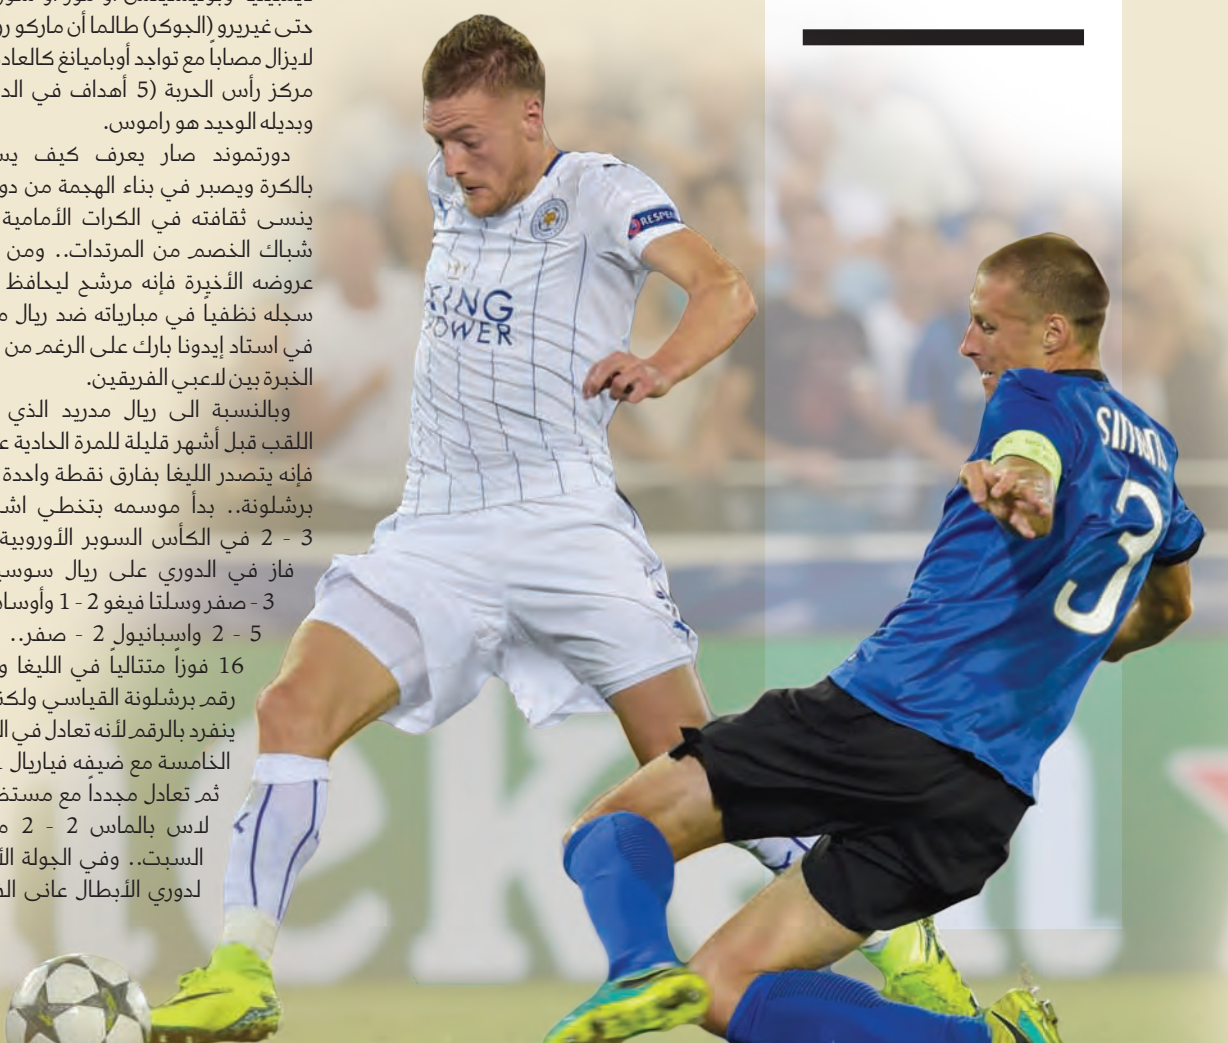 حتى غيريرو (الجوكر) طالما أن ماركو رو
لايزال مصاباً مع تواجد أوباميانغ كالعاد
مركز رأس الحربة (5 أهداف في الد
وبديله الوحيد هو راموس.
دورتموند صار يعرف كيف يس
بالكرة ويصبر في بناء الهجمة من دو
ينسى ثقافته في الكرات الأمامية
شباك الخصم من المرتدات.. ومن
عروضه الأخيرة فإنه مرشح ليحافظ
سجله نظفياً في مبارياته ضد ريال م
في استاد إيدونا بارك على الرغم من
الخبرة بين لاعبي الفريقين.
وبالنسبة الى ريال مدريد الذي
اللقب قبل أشهر قليلة للمرة الحادية ع
فإنه يتصدر الليغا بفارق نقطة واحدة
برشلونة.. بدأ موسمه بتخطي اش
3 - 2 في الكأس السوبر الأوروبية
فاز في الدوري على ريال سوسي
3 - صفر وسلتا فيغو 2 - 1 وأوسا
5 - 2 واسبانيول 2 - صفر..
16 فوزاً متتالياً في الليغا و
رقم برشلونة القياسي ولكن
ينفرد بالرقم لأنه تعادل في ال
الخامسة مع ضيفه فياريال
ثم تعادل مجدداً مع مستض
لاس بالماس 2 - 2 م
السبت.. وفي الجولة الأ
لدوري الأبطال عانى ال
RESPE
KING
POWER
SIMONS
3